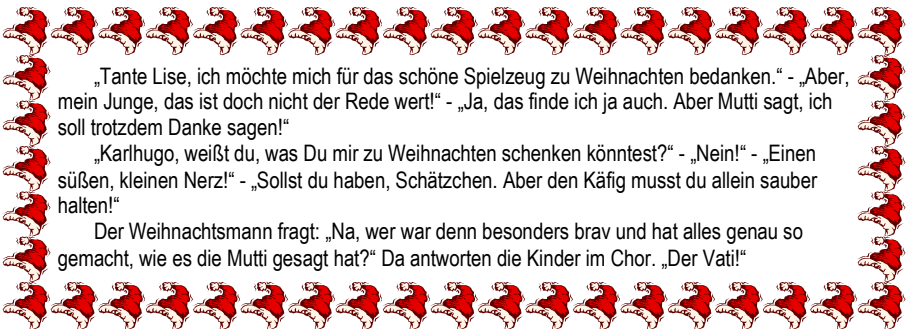 „Tante Lise, ich möchte mich für das schöne Spielzeug zu Weihnachten bedanken.“ - „Aber,
mein Junge, das ist doch nicht der Rede wert!“ - „Ja, das finde ich ja auch. Aber Mutti sagt, ich
soll trotzdem Danke sagen!“
„Karlhugo, weißt du, was Du mir zu Weihnachten schenken könntest?“ - „Nein!“ - „Einen
süßen, kleinen Nerz!“ - „Sollst du haben, Schätzchen. Aber den Käfig musst du allein sauber
halten!“
Der Weihnachtsmann fragt: „Na, wer war denn besonders brav und hat alles genau so
gemacht, wie es die Mutti gesagt hat?“ Da antworten die Kinder im Chor. „Der Vati!“